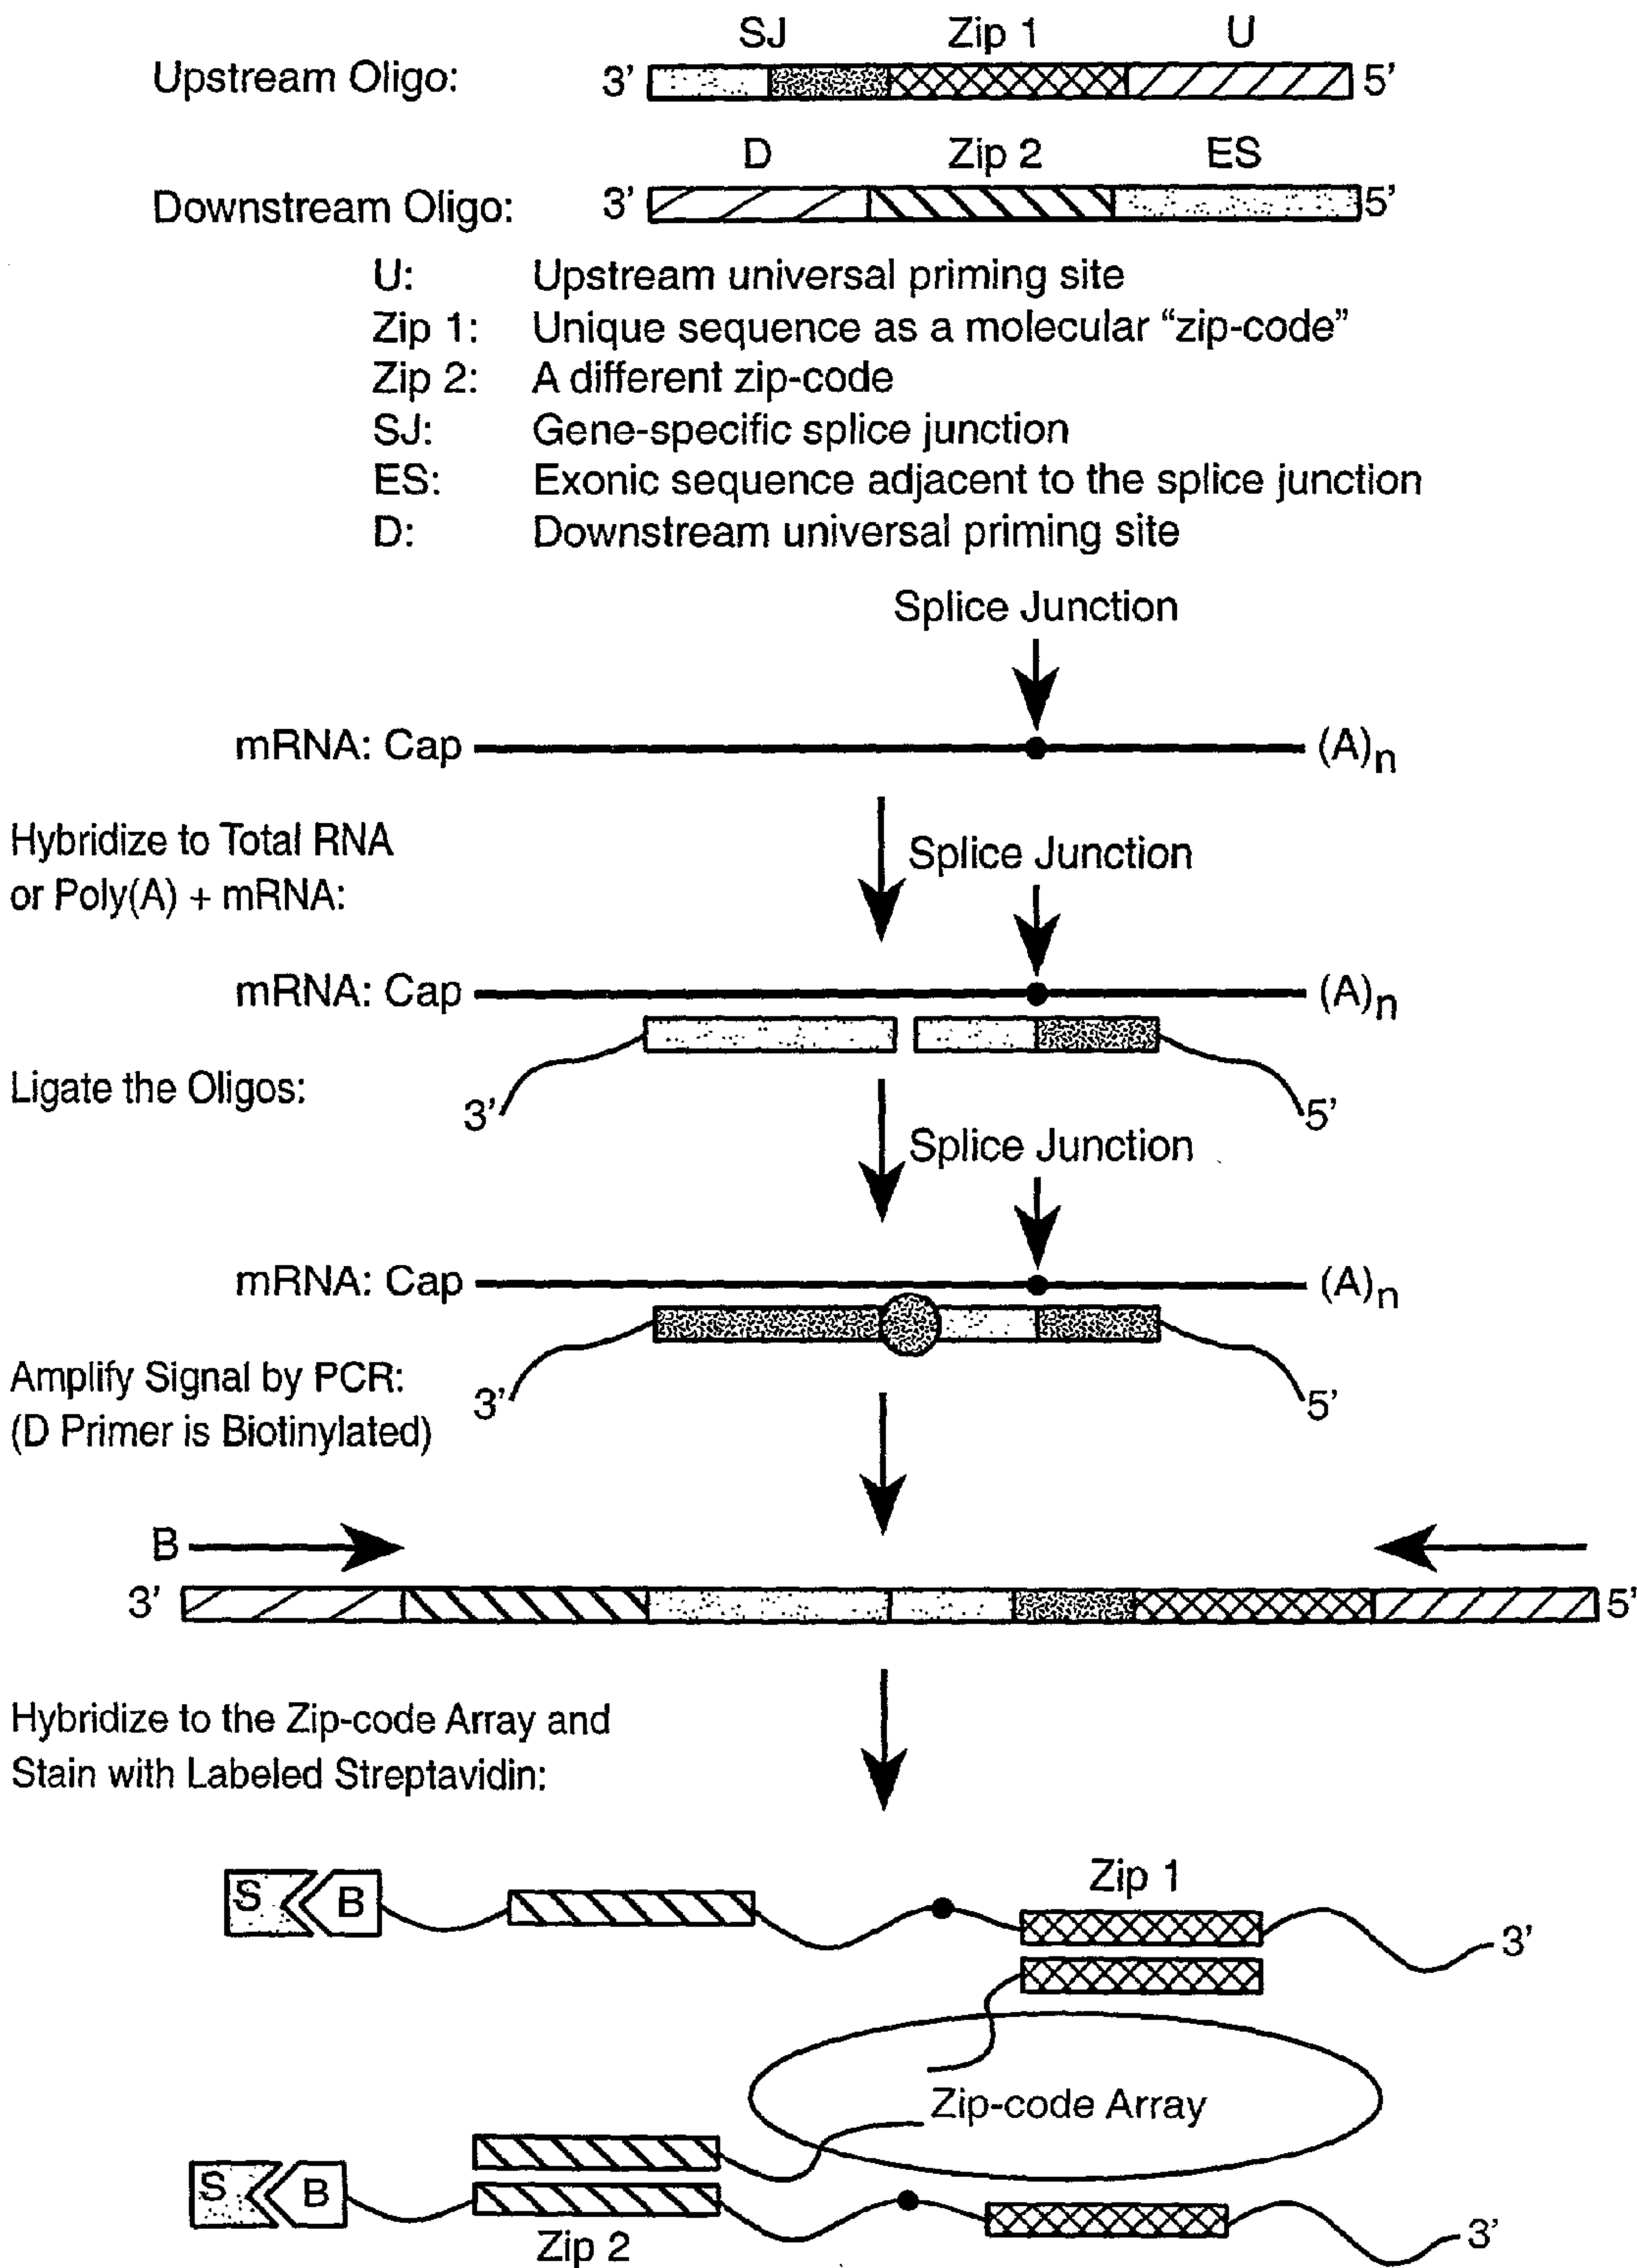 SJ Zip 1 U
Upstream Oligo: 3’ 5’
D Zip 2 ES
Downstream Oligo: 3’ 5’
U: Upstream universal priming site
Zip 1: Unique sequence as a molecular “zip-code”
Zip 2: A different zip-code
SJ: Gene-specific splice junction
ES: Exonic sequence adjacent to the splice junction
D: Downstream universal priming site
Splice Junction
mRNA: Cap (A)n
Hybridize to Total RNA
or Poly(A) + mRNA:
Splice Junction
mRNA: Cap (A)n
Ligate the Oligos:
3’ 5’
Splice Junction
mRNA: Cap (A)n
Amplify Signal by PCR:
(D Primer is Biotinylated)
3’ 5’
B
3’ 5’
Hybridize to the Zip-code Array and
Stain with Labeled Streptavidin:
Zip 1
S B 3’
Zip-code Array
S B 3’
Zip 2